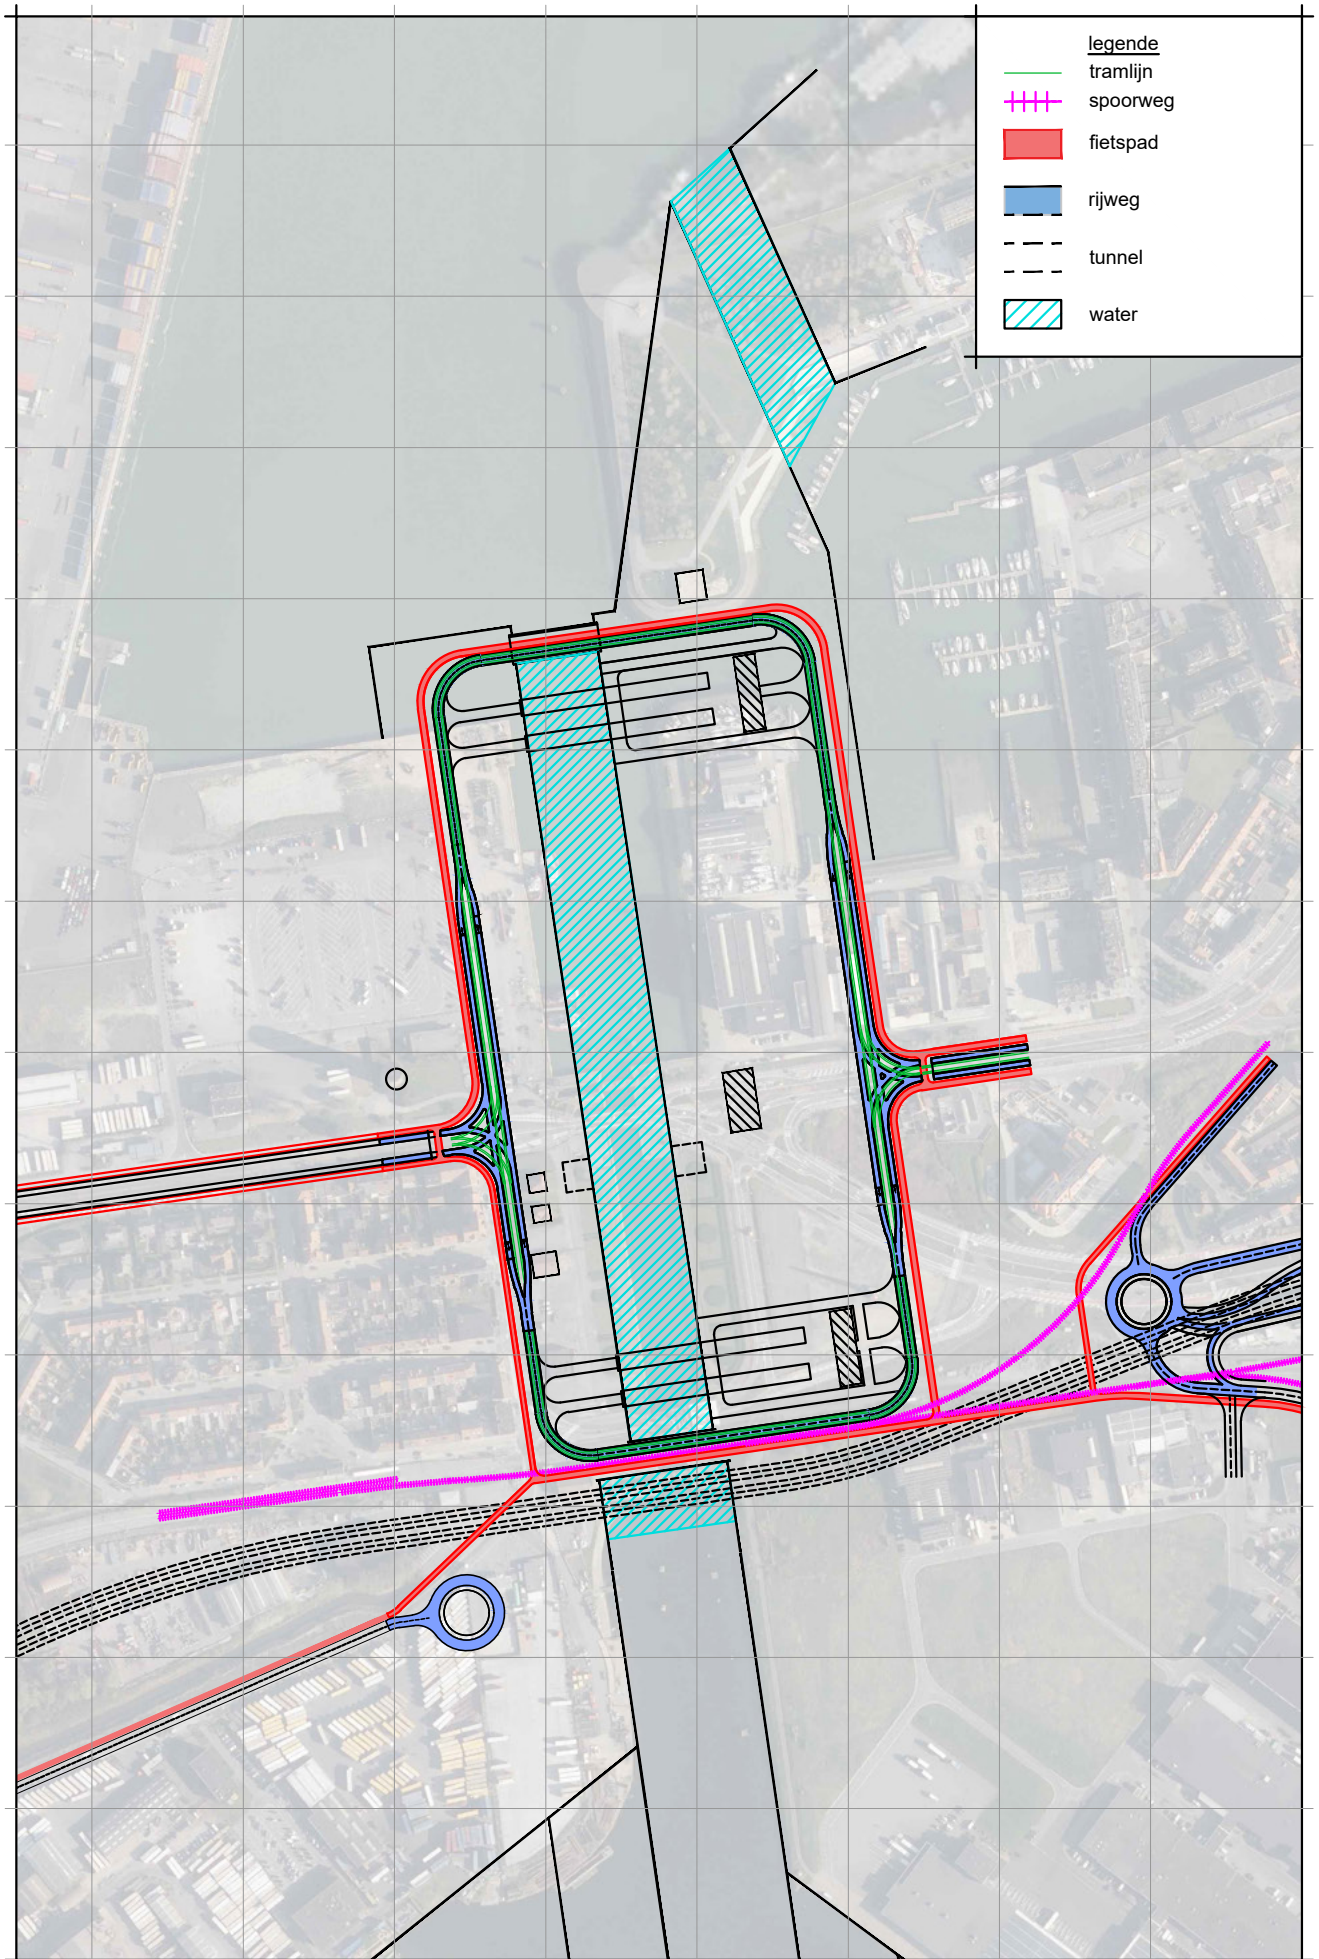 legende
tramlijn
spoorweg
fietspad
rijweg
tunnel
water